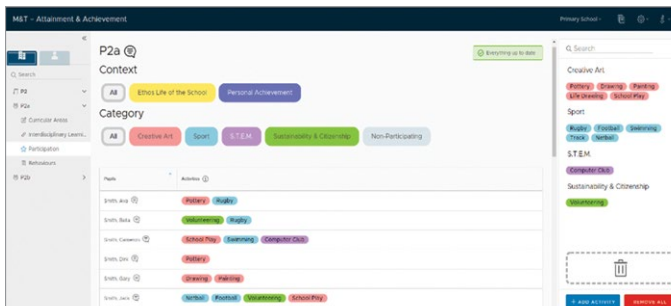 M&T - Attainment & Achievement
Primary School
«
P2a
Everything up to date
Search
Context
All
Ethos Life of the School
Personal Achievement
Category
All
Creative Art
Sport
S.T.E.M.
Sustainability & Citizenship
Non-Participating
Search
P2
P2a
Curricular Areas
Interdisciplinary Learni...
Participation
Behaviours
P2b
Pupils
Activities
Smith, Ava
Pottery
Rugby
Smith, Beta
Volunteering
Rugby
Smith, Cameron
School Play
Swimming
Computer Club
Smith, Dini
Pottery
Smith, Gary
Drawing
Painting
Smith, Jack
Netball
Football
Volunteering
School Play
Creative Art
Pottery
Drawing
Painting
Life Drawing
School Play
Sport
Rugby
Football
Swimming
Track
Netball
S.T.E.M.
Computer Club
Sustainability & Citizenship
Volunteering
+ ADD ACTIVITY
REMOVE ALL